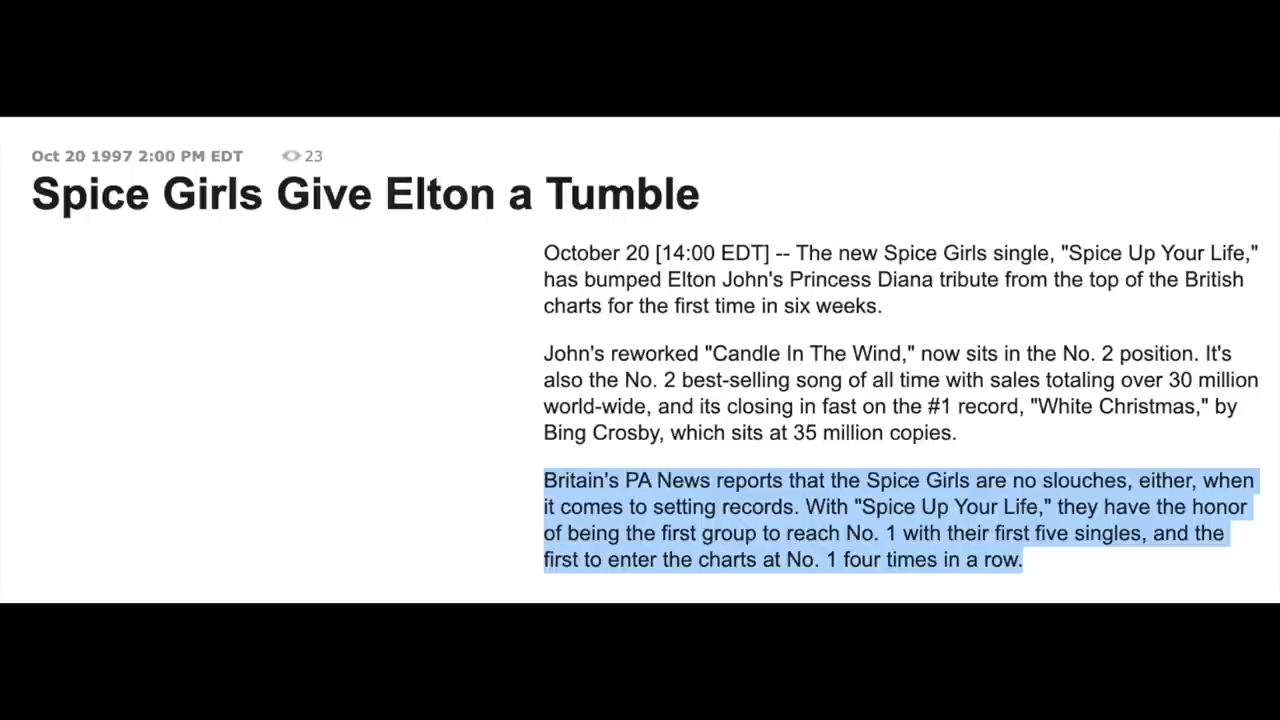 Oct 20 1997 2:00 PM EDT 23
Spice Girls Give Elton a Tumble
October 20 [14:00 EDT] -- The new Spice Girls single, "Spice Up Your Life,"
has bumped Elton John's Princess Diana tribute from the top of the British
charts for the first time in six weeks.
John's reworked "Candle In The Wind," now sits in the No. 2 position. It's
also the No. 2 best-selling song of all time with sales totaling over 30 million
world-wide, and its closing in fast on the #1 record, "White Christmas," by
Bing Crosby, which sits at 35 million copies.
Britain's PA News reports that the Spice Girls are no slouches, either, when
it comes to setting records. With "Spice Up Your Life," they have the honor
of being the first group to reach No. 1 with their first five singles, and the
first to enter the charts at No. 1 four times in a row.